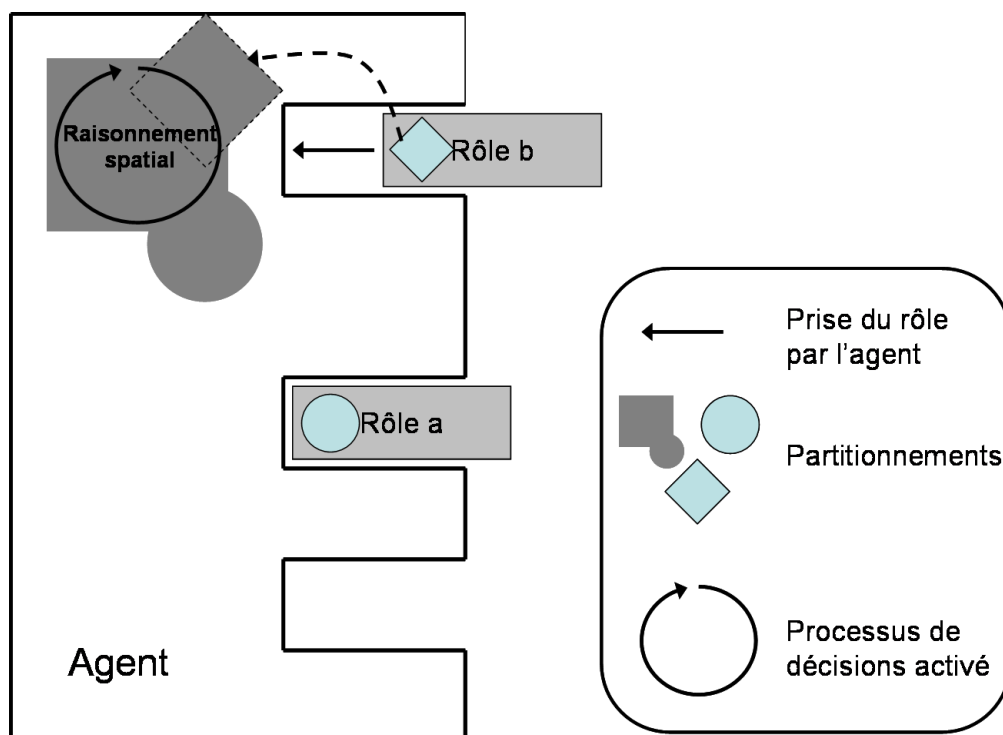 Raisonnement
spatial
Rôle b
Rôle a
Agent
Prise du rôle
par l'agent
Partitionnements
Processus de
décisions activé